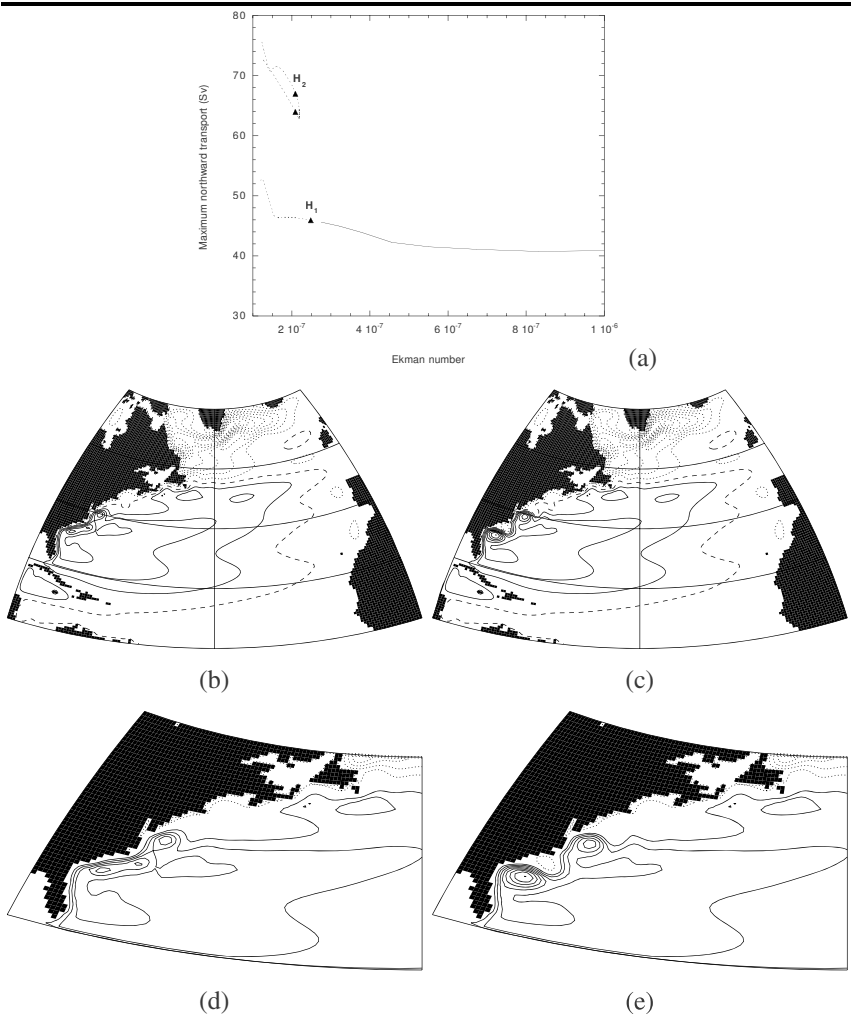 80
70
60
50
40
30
Maximum northward transport (Sv)
H2
H1
2 10-7
4 10-7
6 10-7
8 10-7
1 10-6
Ekman number
(a)
(b)
(c)
(d)
(e)